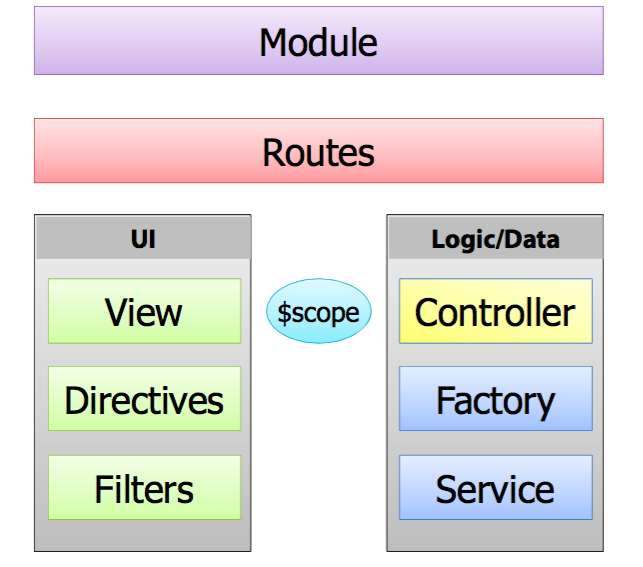 Module
Routes
UI
View
Directives
Filters
$scope
Logic/Data
Controller
Factory
Service